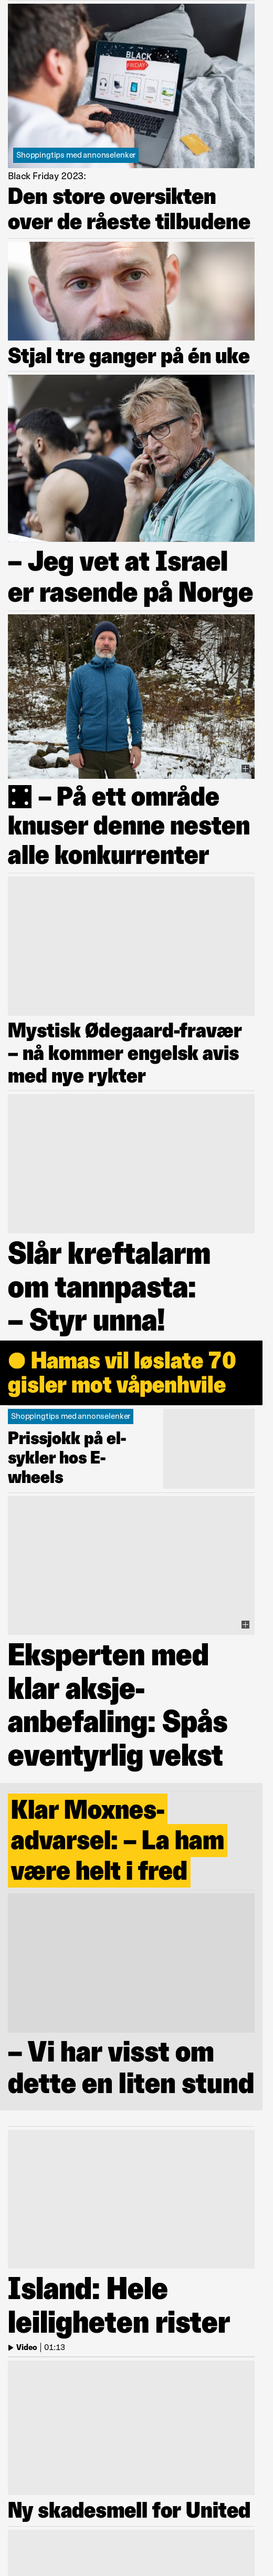 BLACK
FRIDAY
Shoppingtips med annonselenker
Black Friday 2023:
Den store oversikten
over de råeste tilbudene
Stjal tre ganger på én uke
– Jeg vet at Israel
er rasende på Norge
– På ett område
knuser denne nesten
alle konkurrenter
Mystisk Ødegaard-fravær
– nå kommer engelsk avis
med nye rykter
Slår kreftalarm
om tannpasta:
– Styr unna!
Hamas vil løslate 70
gisler mot våpenhvile
Shoppingtips med annonselenker
Prissjokk på el-
sykler hos E-
wheels
Eksperten med
klar aksje-
anbefaling: Spås
eventyrlig vekst
Klar Moxnes-
advarsel: – La ham
være helt i fred
– Vi har visst om
dette en liten stund
Island: Hele
leiligheten rister
Video | 01:13
Ny skadesmell for United